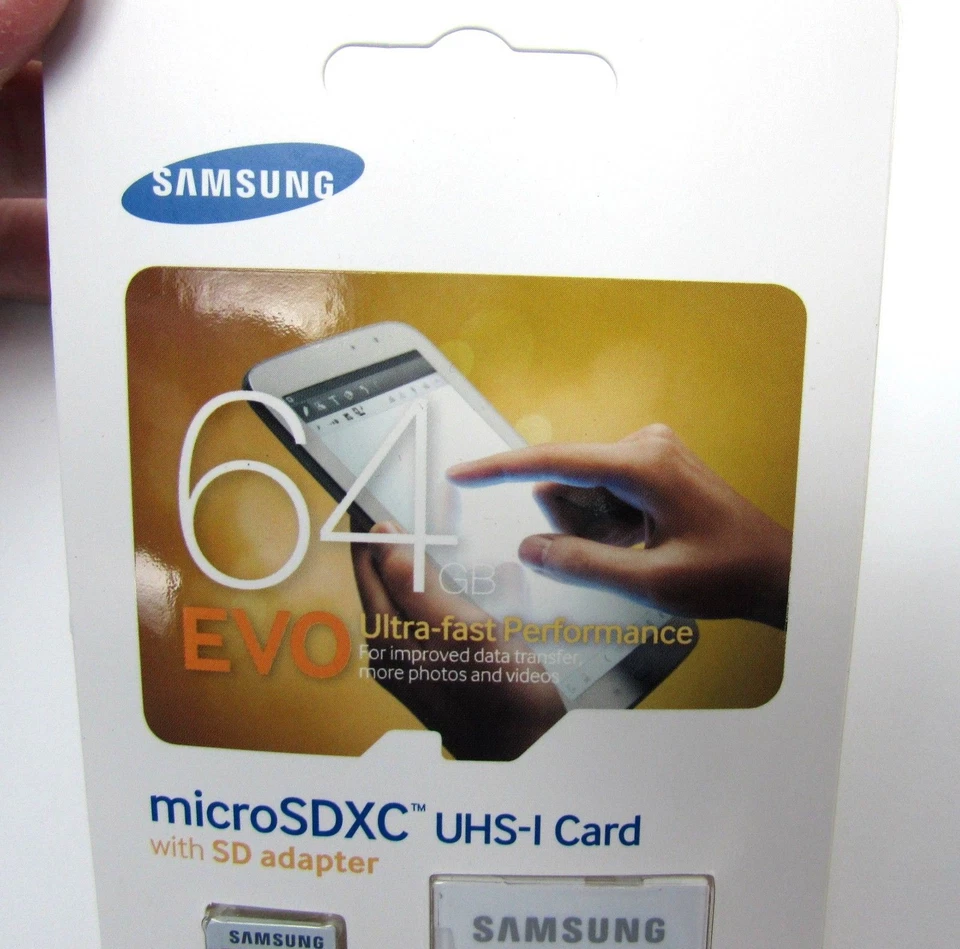 SAMSUNG
64
GB
EVO
Ultra-fast Performance
For improved data transfer,
more photos and videos
microSDXC™ UHS-I Card
with SD adapter
SAMSUNG
SAMSUNG